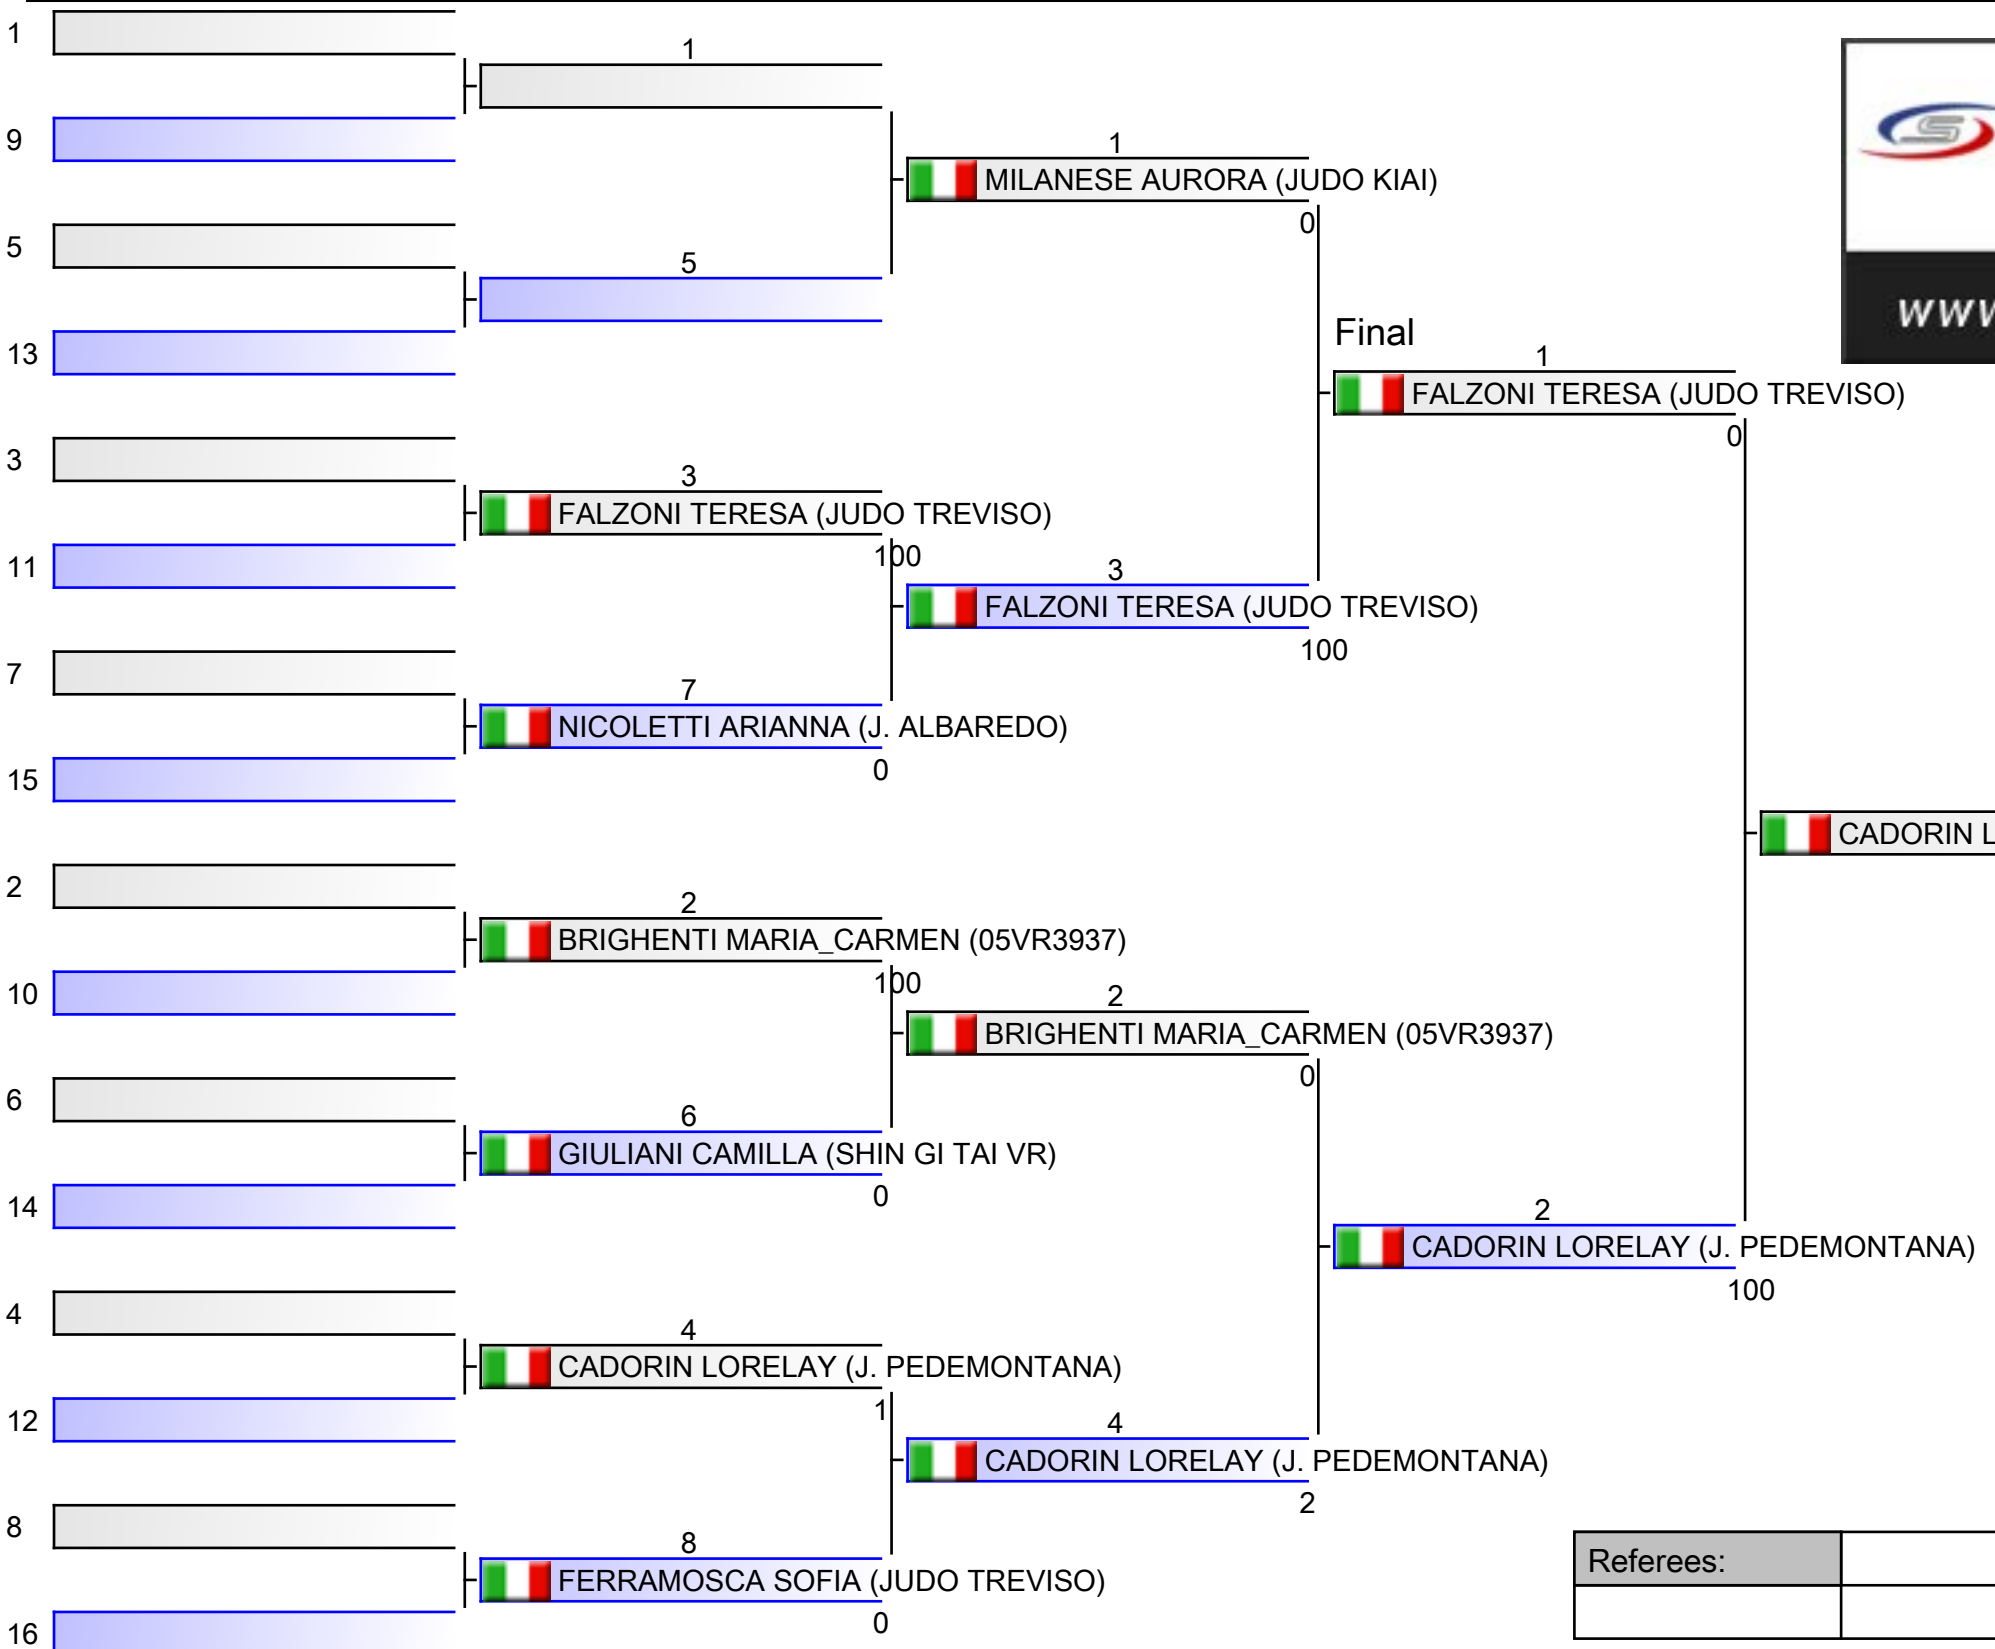 1
1
9
1
MILANESE AURORA (JUDO KIAI)
0
5
5
13
Final
1
FALZONI TERESA (JUDO TREVISO)
0
WWW
3
3
FALZONI TERESA (JUDO TREVISO)
100
11
3
FALZONI TERESA (JUDO TREVISO)
100
7
7
NICOLETTI ARIANNA (J. ALBAREDO)
0
15
CADORIN L
2
2
BRIGHENTI MARIA_CARMEN (05VR3937)
100
10
2
BRIGHENTI MARIA_CARMEN (05VR3937)
0
6
6
GIULIANI CAMILLA (SHIN GI TAI VR)
0
14
2
CADORIN LORELAY (J. PEDEMONTANA)
100
4
4
CADORIN LORELAY (J. PEDEMONTANA)
1
12
4
CADORIN LORELAY (J. PEDEMONTANA)
2
8
8
FERRAMOSCA SOFIA (JUDO TREVISO)
0
16
Referees: